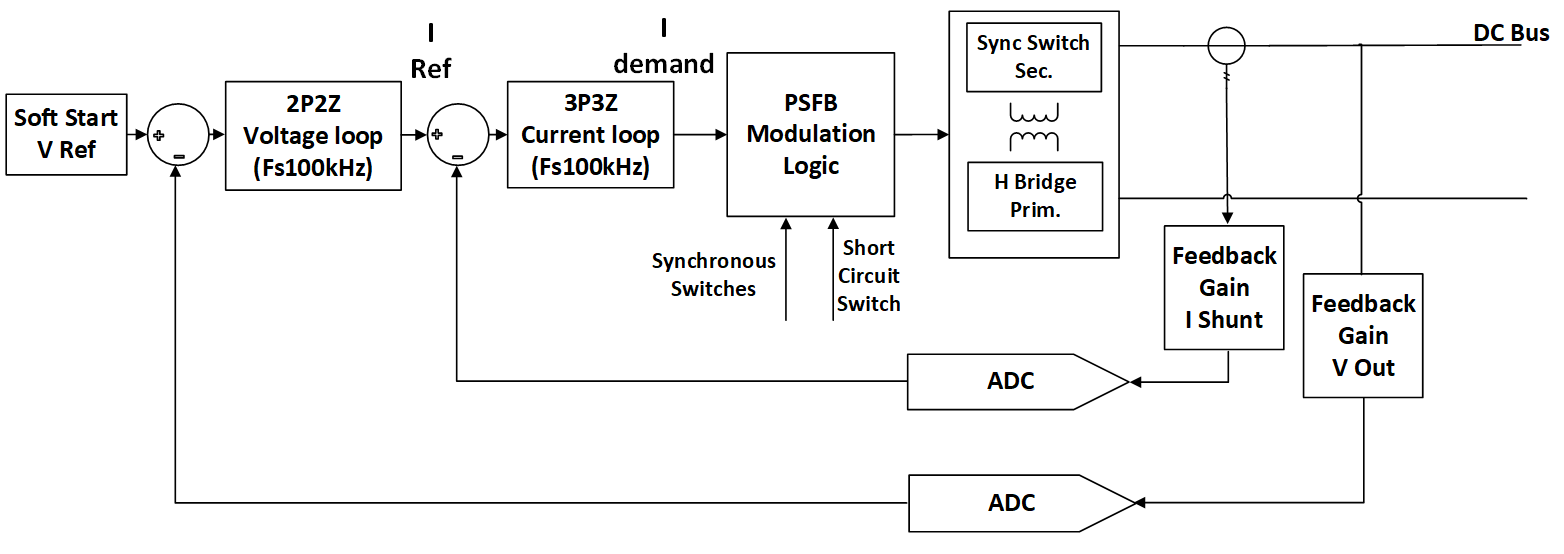 I
Ref
I
demand
DC Bus
Soft Start
V Ref
2P2Z
Voltage loop
(Fs100kHz)
3P3Z
Current loop
(Fs100kHz)
PSFB
Modulation
Logic
Sync Switch
Sec.
H Bridge
Prim.
Synchronous
Switches
Short
Circuit
Switch
Feedback
Gain
I Shunt
Feedback
Gain
V Out
ADC
ADC